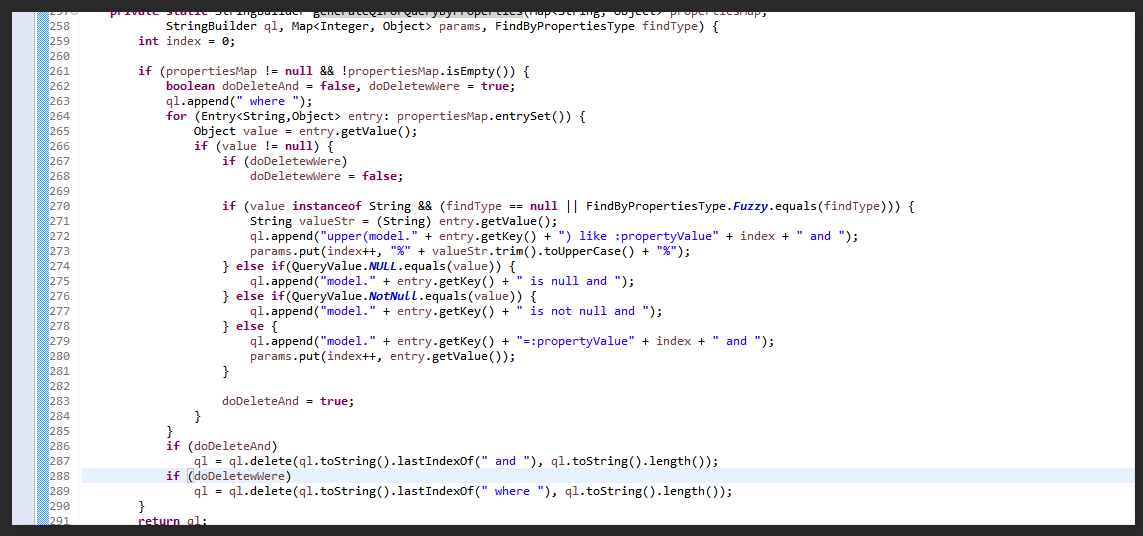 257 private static StringBuilder generateQlForQueryByProperties(Map<String, Object> propertiesMap,
258 StringBuilder ql, Map<Integer, Object> params, FindByPropertiesType findType) {
259 int index = 0;
260
261 if (propertiesMap != null && !propertiesMap.isEmpty()) {
262 boolean doDeleteAnd = false, doDeletewWere = true;
263 ql.append(" where ");
264 for (Entry<String,Object> entry: propertiesMap.entrySet()) {
265 Object value = entry.getValue();
266 if (value != null) {
267 if (doDeletewWere)
268 doDeletewWere = false;
269
270 if (value instanceof String && (findType == null || FindByPropertiesType.Fuzzy.equals(findType))) {
271 String valueStr = (String) entry.getValue();
272 ql.append("upper(model." + entry.getKey() + ") like :propertyValue" + index + " and ");
273 params.put(index++, "%" + valueStr.trim().toUpperCase() + "%");
274 } else if(QueryValue.NULL.equals(value)) {
275 ql.append("model." + entry.getKey() + " is null and ");
276 } else if(QueryValue.NotNull.equals(value)) {
277 ql.append("model." + entry.getKey() + " is not null and ");
278 } else {
279 ql.append("model." + entry.getKey() + "=:propertyValue" + index + " and ");
280 params.put(index++, entry.getValue());
281 }
282
283 doDeleteAnd = true;
284 }
285 }
286 if (doDeleteAnd)
287 ql = ql.delete(ql.toString().lastIndexOf(" and "), ql.toString().length());
288 if (doDeletewWere)
289 ql = ql.delete(ql.toString().lastIndexOf(" where "), ql.toString().length());
290 }
291 return ql;